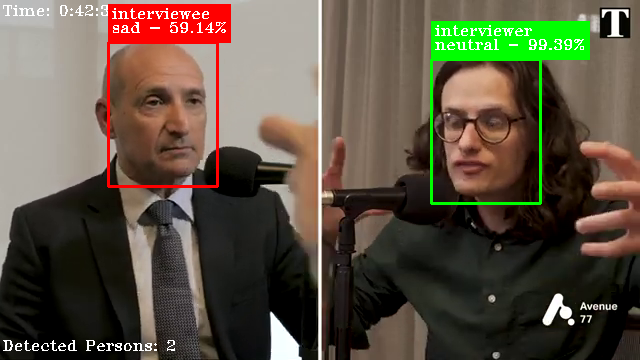 Time: 0:42:3
interviewee
sad - 59.14%
interviewer
neutral - 99.39%
T
Avenue
77
Detected Persons: 2